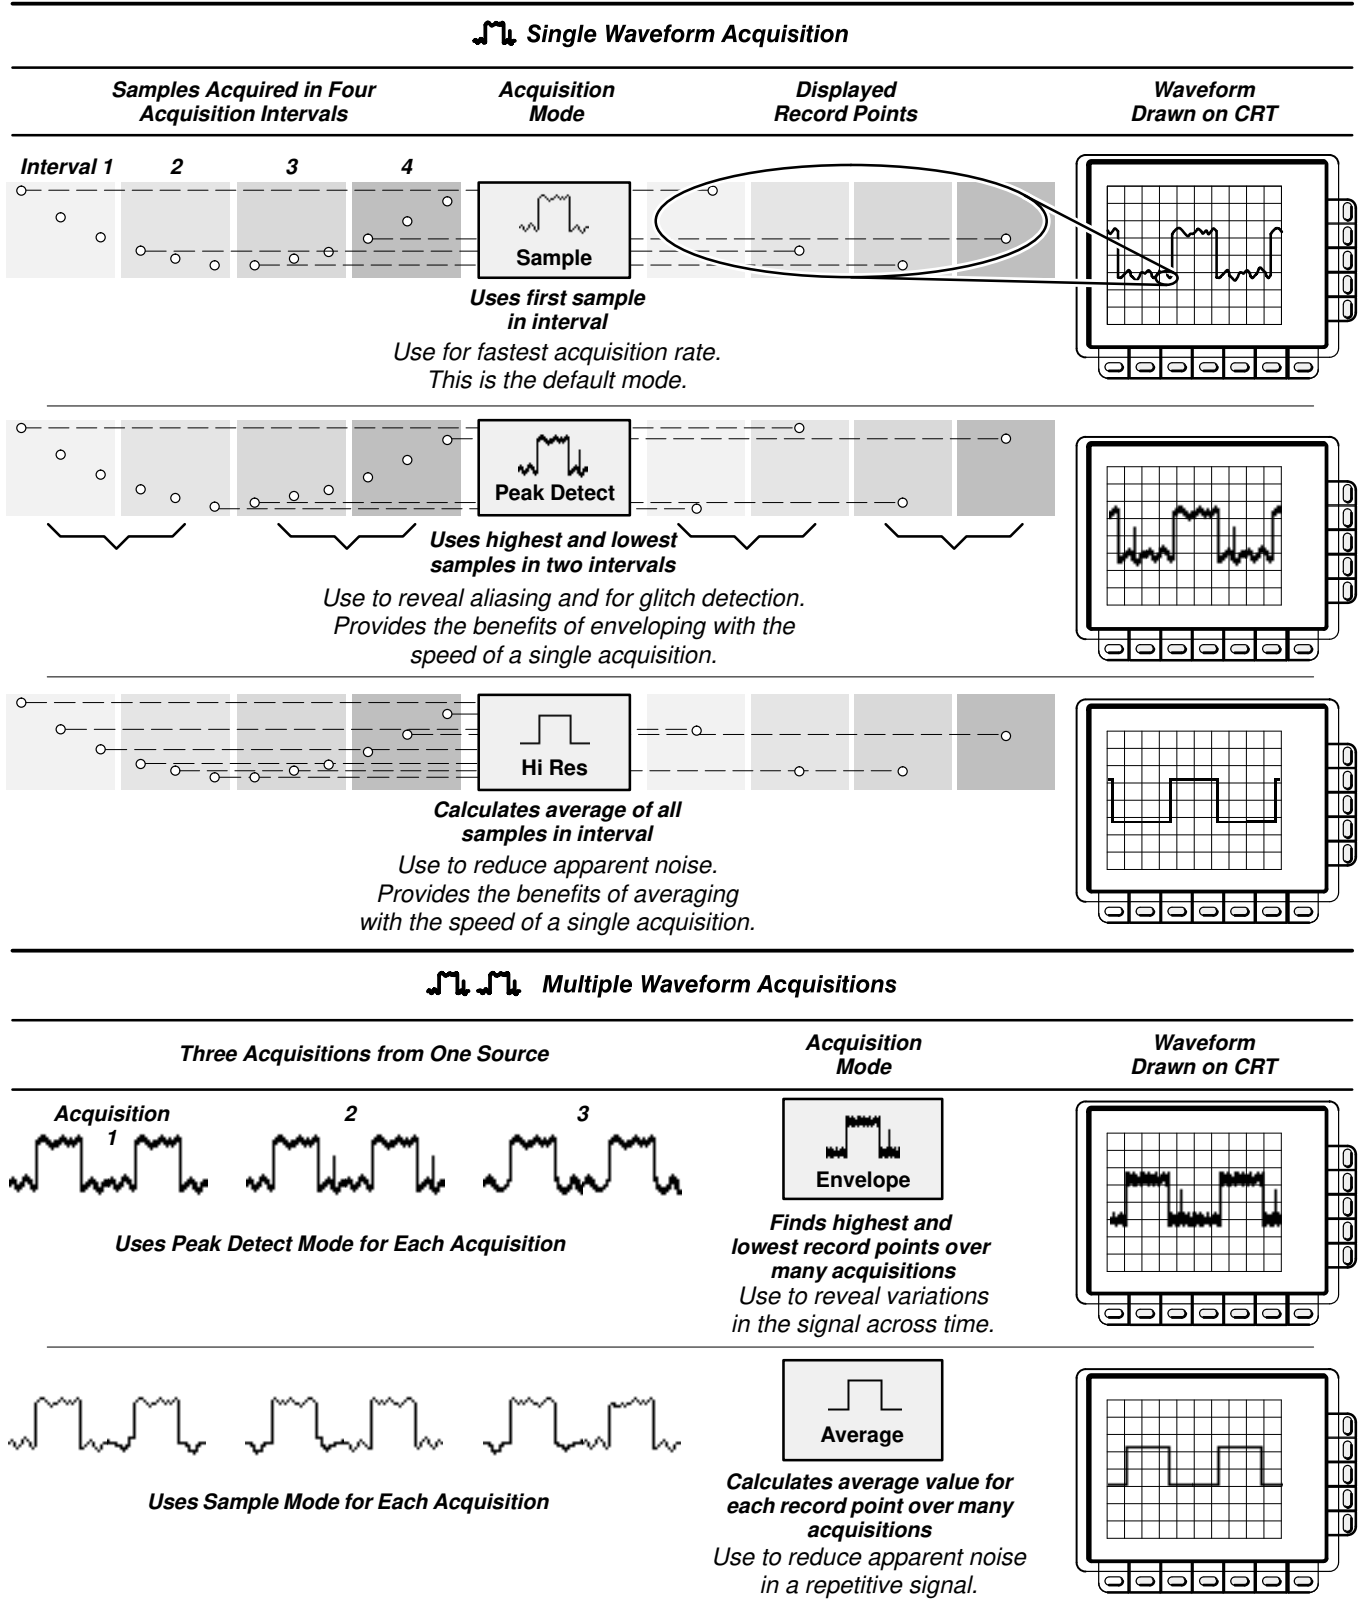 Single Waveform Acquisition
Samples Acquired in Four
Acquisition Intervals
Acquisition
Mode
Displayed
Record Points
Waveform
Drawn on CRT
Interval 1 2 3 4
Sample
Uses first sample
in interval
Use for fastest acquisition rate.
This is the default mode.
Peak Detect
Uses highest and lowest
samples in two intervals
Use to reveal aliasing and for glitch detection.
Provides the benefits of enveloping with the
speed of a single acquisition.
Hi Res
Calculates average of all
samples in interval
Use to reduce apparent noise.
Provides the benefits of averaging
with the speed of a single acquisition.
Multiple Waveform Acquisitions
Three Acquisitions from One Source
Acquisition
Mode
Waveform
Drawn on CRT
Acquisition
1
2
3
Envelope
Uses Peak Detect Mode for Each Acquisition
Finds highest and
lowest record points over
many acquisitions
Use to reveal variations
in the signal across time.
Average
Uses Sample Mode for Each Acquisition
Calculates average value for
each record point over many
acquisitions
Use to reduce apparent noise
in a repetitive signal.